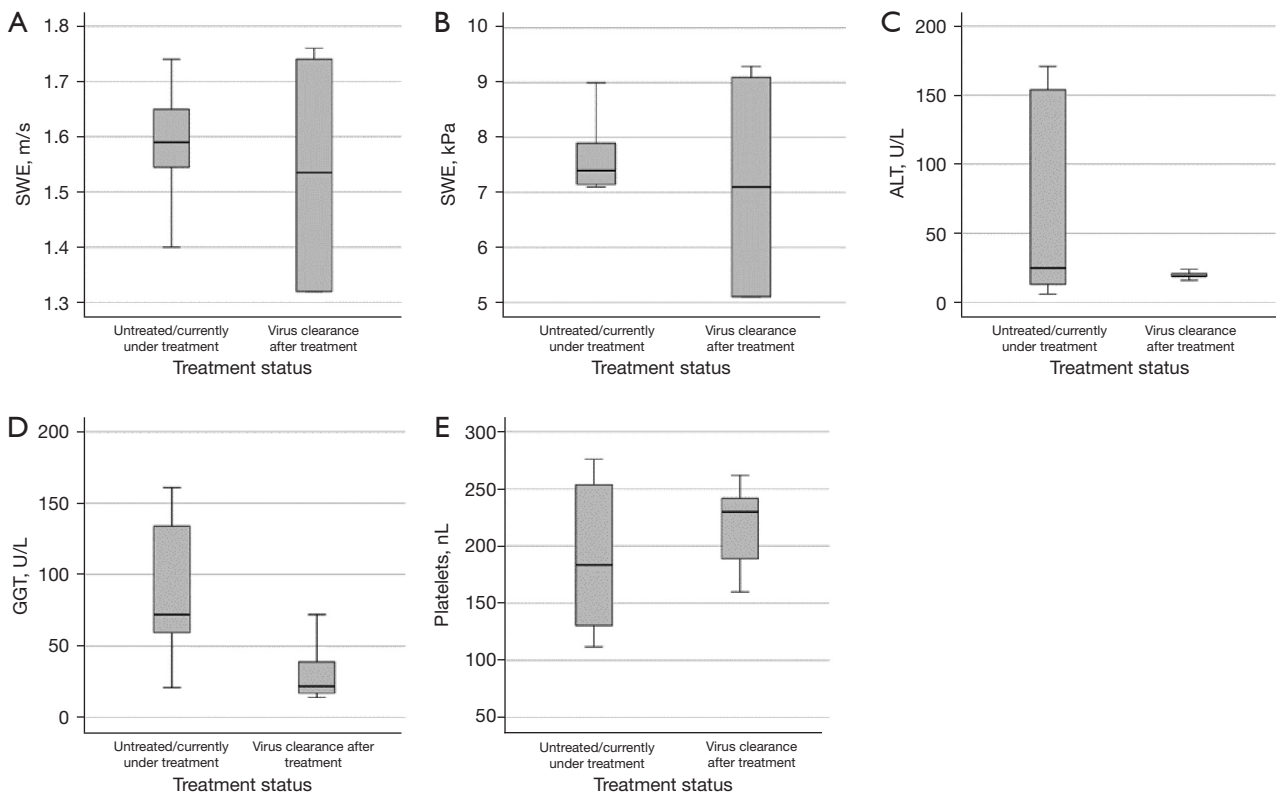 A
SWE, m/s
1.8
1.7
1.6
1.5
1.4
1.3
Untreated/currently
under treatment
Virus clearance
after treatment
Treatment status
B
SWE, kPa
10
9
8
7
6
5
Untreated/currently
under treatment
Virus clearance
after treatment
Treatment status
C
ALT, U/L
200
150
100
50
0
Untreated/currently
under treatment
Virus clearance
after treatment
Treatment status
D
GGT, U/L
200
150
100
50
0
Untreated/currently
under treatment
Virus clearance after
treatment
Treatment status
E
Platelets, nL
300
250
200
150
100
50
Untreated/currently
under treatment
Virus clearance
after treatment
Treatment status